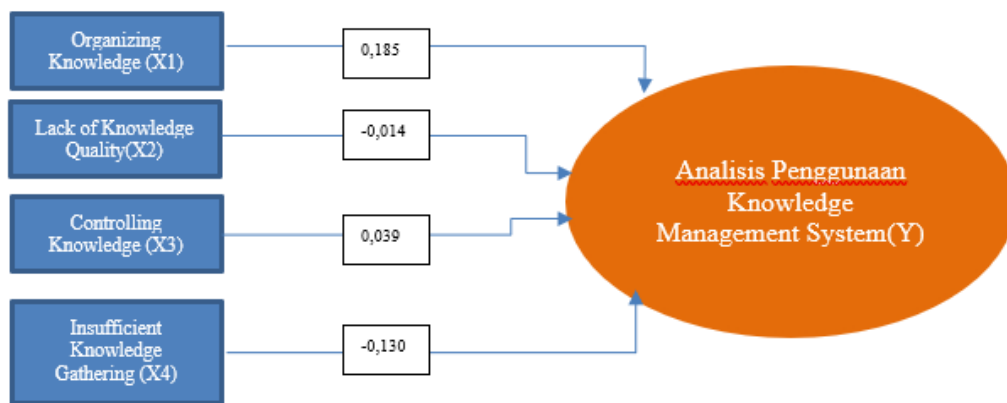 Organizing
Knowledge (X1)
0,185
Lack of Knowledge
Quality(X2)
-0,014
Controlling
Knowledge (X3)
0,039
Insufficient
Knowledge
Gathering (X4)
-0,130
Analisis Penggunaan
Knowledge
Management System(Y)